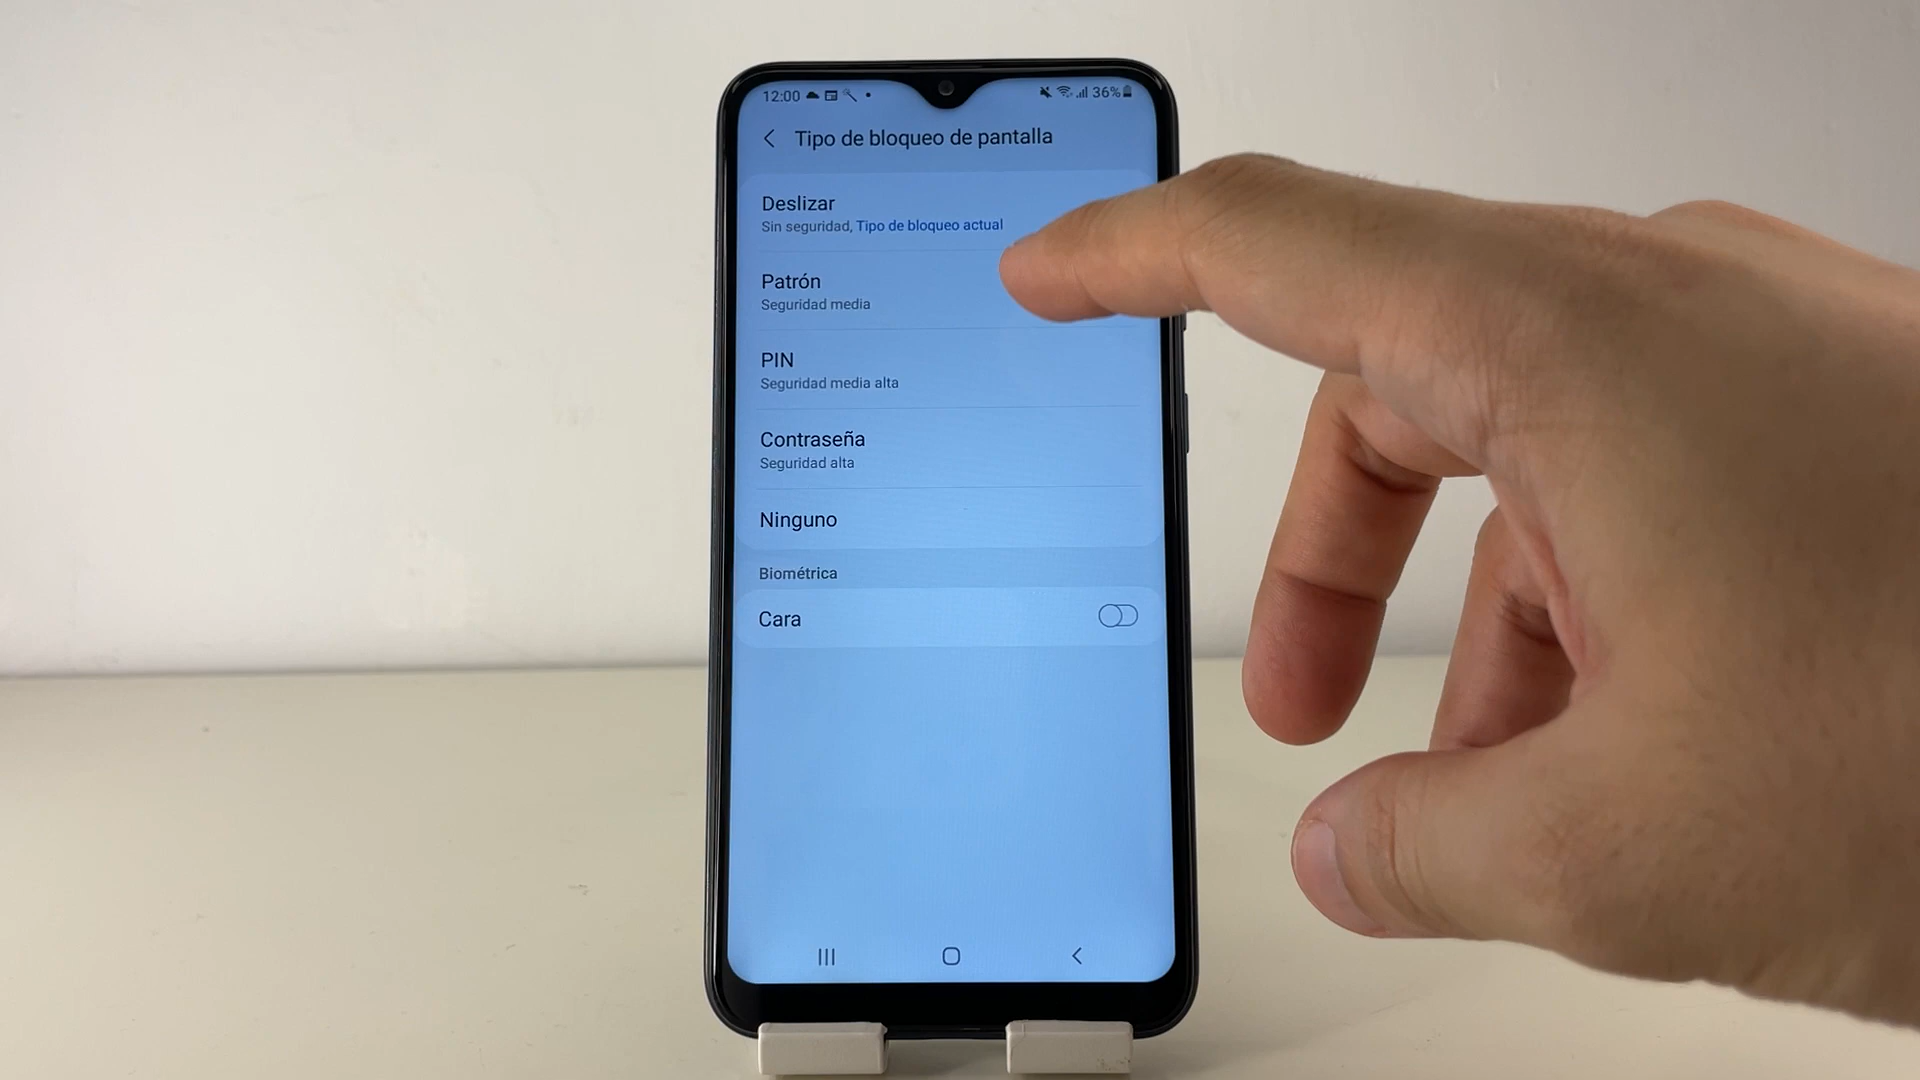 12:00
36%
Tipo de bloqueo de pantalla
Deslizar
Sin seguridad, Tipo de bloqueo actual
Patrón
Seguridad media
PIN
Seguridad media alta
Contraseña
Seguridad alta
Ninguno
Biométrica
Cara